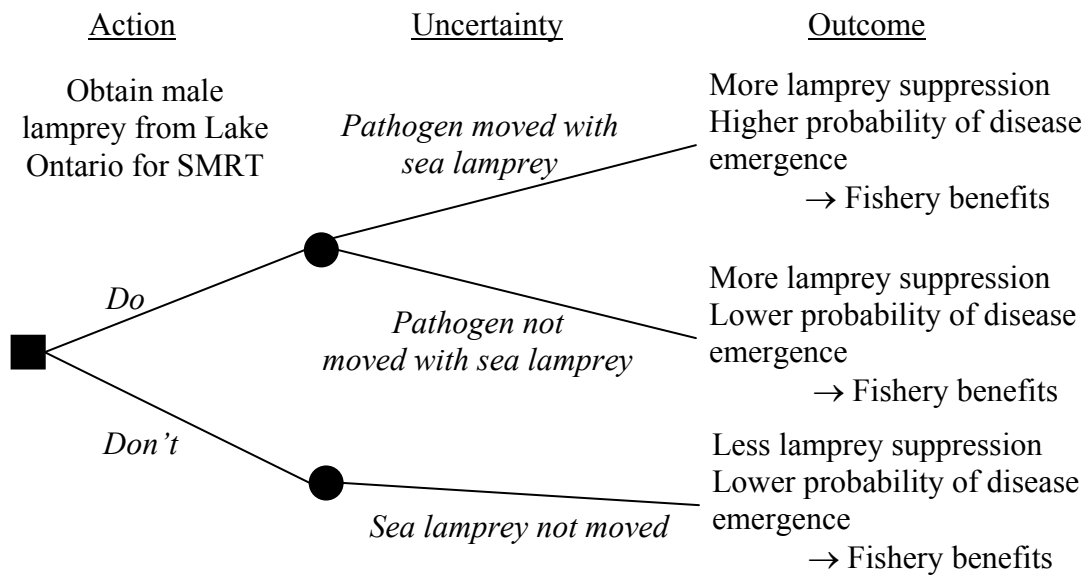 Action
Uncertainty
Outcome
Obtain male
lamprey from Lake
Ontario for SMRT
Do
Don’t
Pathogen moved with
sea lamprey
Pathogen not
moved with sea lamprey
Sea lamprey not moved
More lamprey suppression
Higher probability of disease
emergence
→ Fishery benefits
More lamprey suppression
Lower probability of disease
emergence
→ Fishery benefits
Less lamprey suppression
Lower probability of disease
emergence
→ Fishery benefits